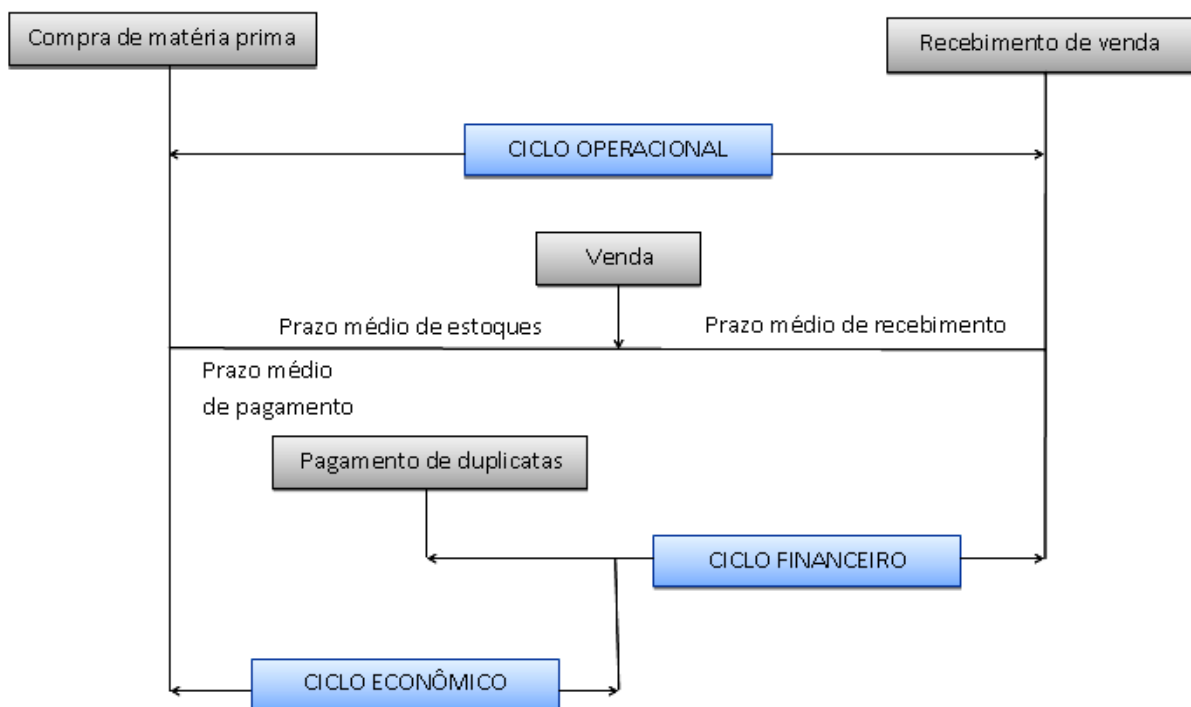 Compra de matéria prima
Recebimento de venda
CICLO OPERACIONAL
Venda
Prazo médio de estoques
Prazo médio de recebimento
Prazo médio
de pagamento
Pagamento de duplicatas
CICLO FINANCEIRO
CICLO ECONÔMICO